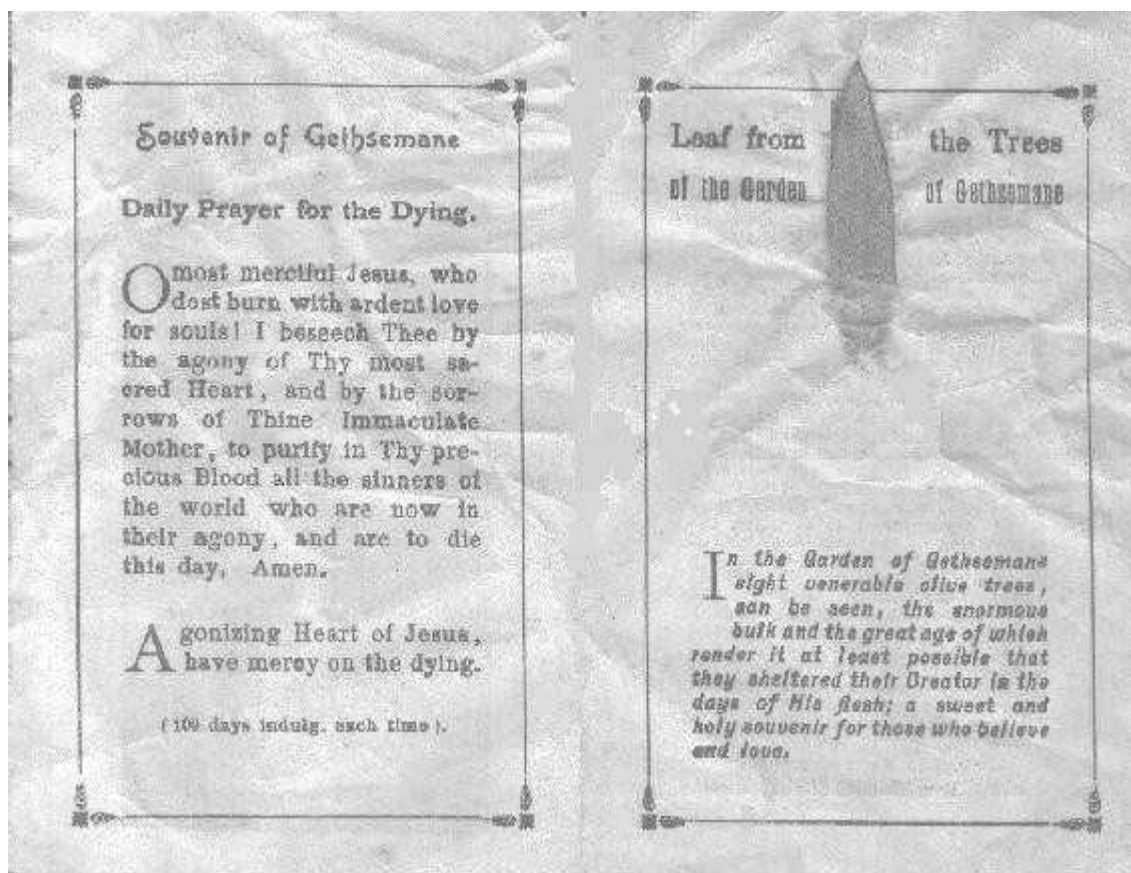 Souvenir of Gethsemane
Daily Prayer for the Dying.
O most merciful Jesus, who
dost burn with ardent love
for souls! I beseech Thee by
the agony of Thy most sa-
cred Heart, and by the sor-
rows of Thine Immaculate
Mother, to purify in Thy pre-
cious Blood all the sinners of
the world who are now in
their agony, and are to die
this day, Amen.
Agonizing Heart of Jesus,
have mercy on the dying.
(100 days indulg. each time).
Leaf from the Trees
of the Garden of Gethsemane
In the Garden of Gethsemane
eight venerable olive trees,
can be seen, the enormous
bulk and the great age of which
render it at least possible that
they sheltered their Creator in the
days of His flesh; a sweet and
holy souvenir for those who believe
and love.